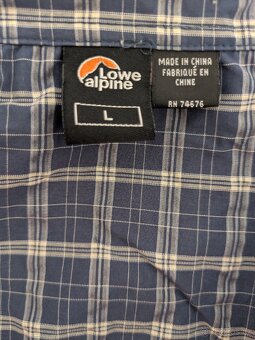 Lowe
alpine
L
MADE IN CHINA
FABRIQUÉ EN
CHINE
RN 74676